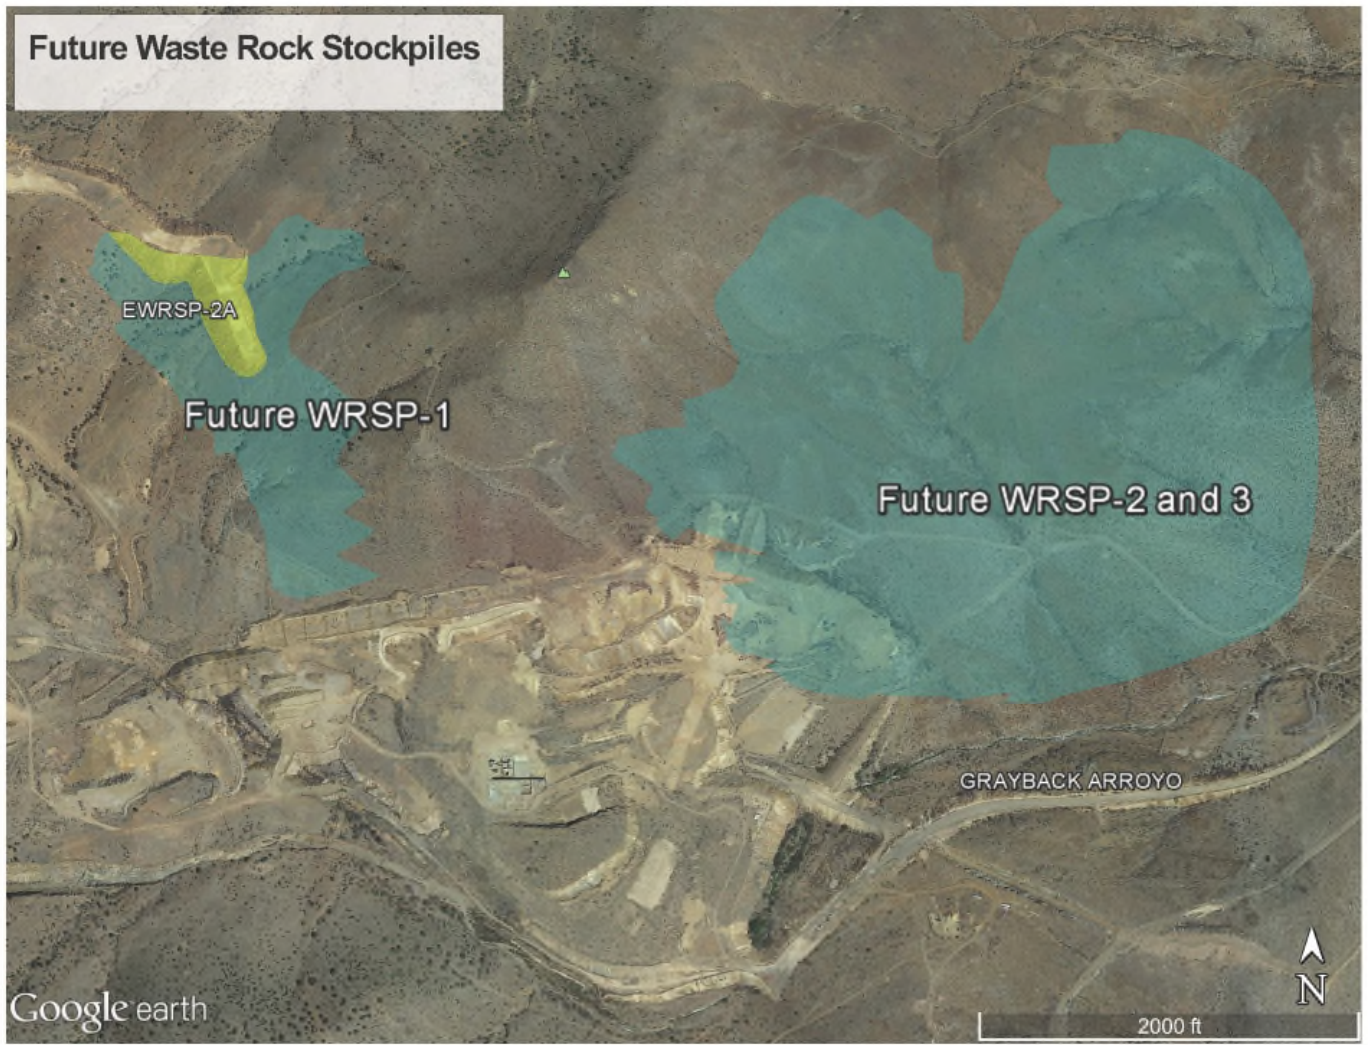 Future Waste Rock Stockpiles
EWRSP-2A
Future WRSP-1
Future WRSP-2 and 3
GRAYBACK ARROYO
N
Google earth
2000 ft